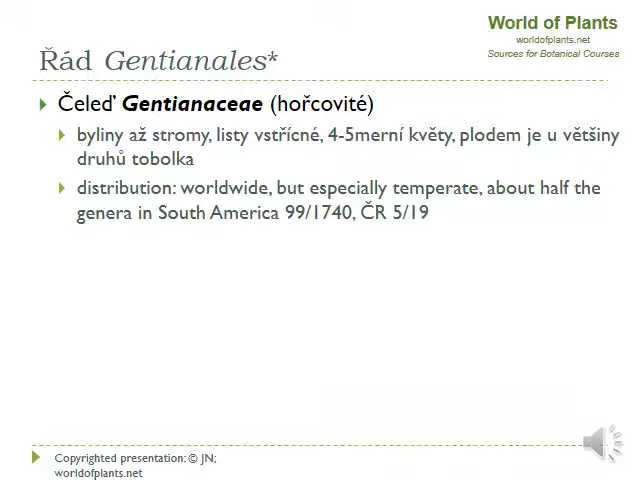 World of Plants
worldofplants.net
Sources for Botanical Courses
Řád Gentianales*
Čeleď Gentianaceae (hořcovité)
byliny až stromy, listy vstřícné, 4-5merní květy, plodem je u většiny
druhů tobolka
distribution: worldwide, but especially temperate, about half the
genera in South America 99/1740, ČR 5/19
Copyrighted presentation: © JN;
worldofplants.net